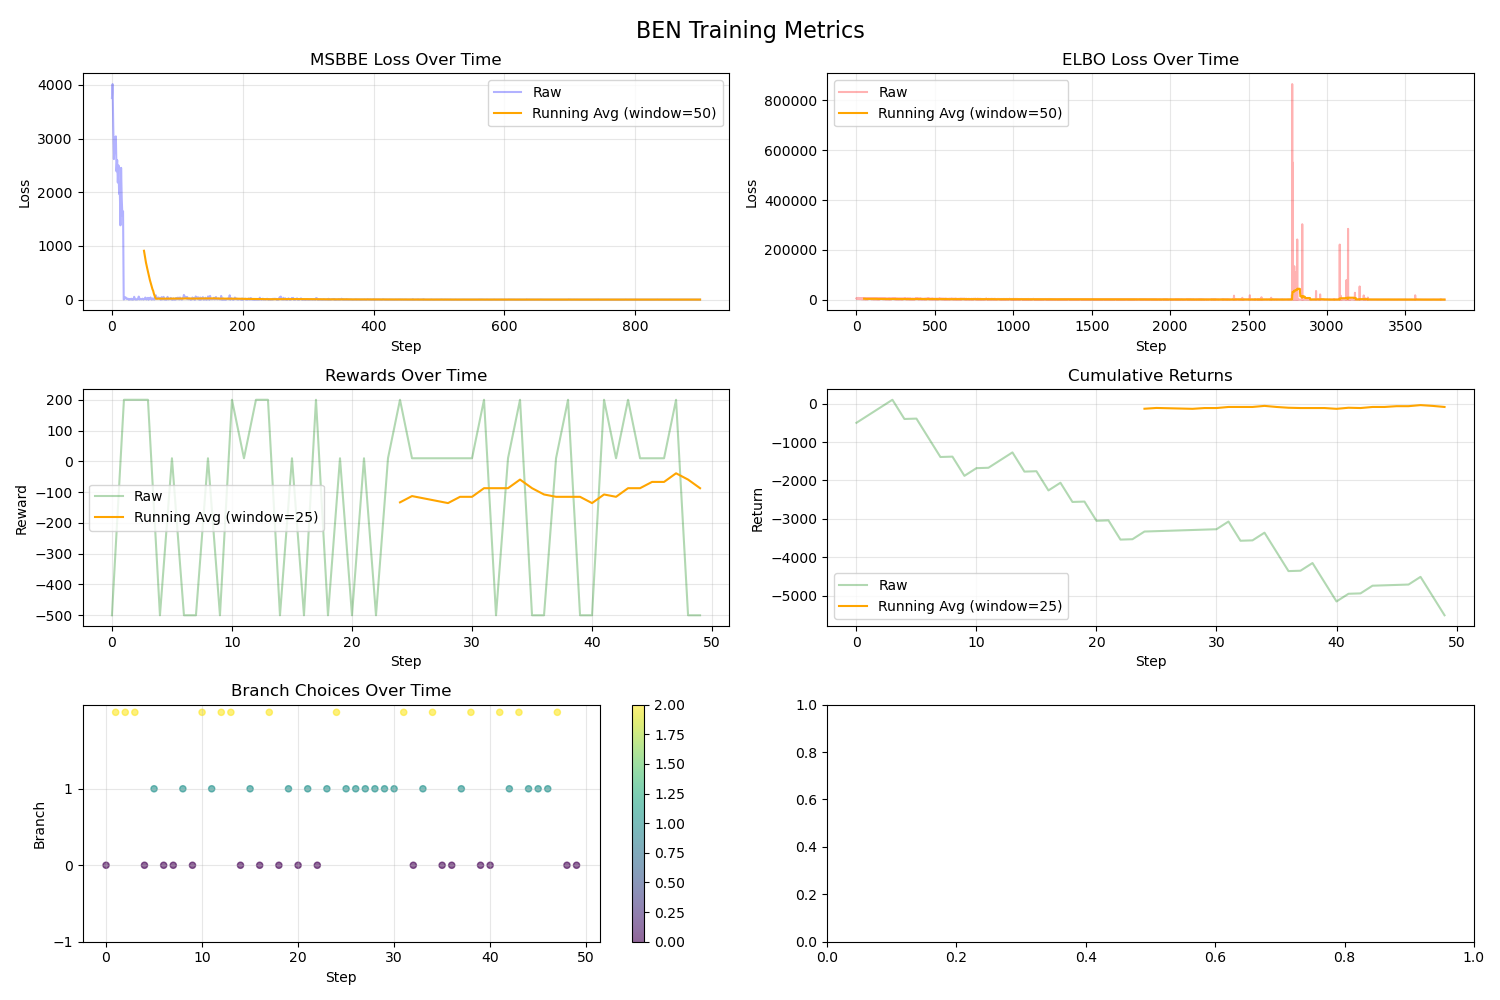 BEN Training Metrics
MSBBE Loss Over Time
Loss
4000
3000
2000
1000
0
Raw
Running Avg (window=50)
0 200 400 600 800
Step
ELBO Loss Over Time
Loss
800000
600000
400000
200000
0
Raw
Running Avg (window=50)
0 500 1000 1500 2000 2500 3000 3500
Step
Rewards Over Time
Reward
200
100
0
−100
−200
−300
−400
−500
Raw
Running Avg (window=25)
0 10 20 30 40 50
Step
Cumulative Returns
Return
0
−1000
−2000
−3000
−4000
−5000
Raw
Running Avg (window=25)
0 10 20 30 40 50
Step
Branch Choices Over Time
Branch
1
0
−1
0 10 20 30 40 50
Step
2.00
1.75
1.50
1.25
1.00
0.75
0.50
0.25
0.00
1.0
0.8
0.6
0.4
0.2
0.0
0.0 0.2 0.4 0.6 0.8 1.0